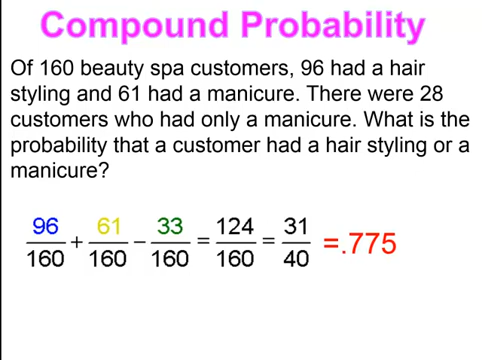 Compound Probability
Of 160 beauty spa customers, 96 had a hair
styling and 61 had a manicure. There were 28
customers who had only a manicure. What is the
probability that a customer had a hair styling or a
manicure?
96/160 + 61/160 − 33/160 = 124/160 = 31/40 =.775